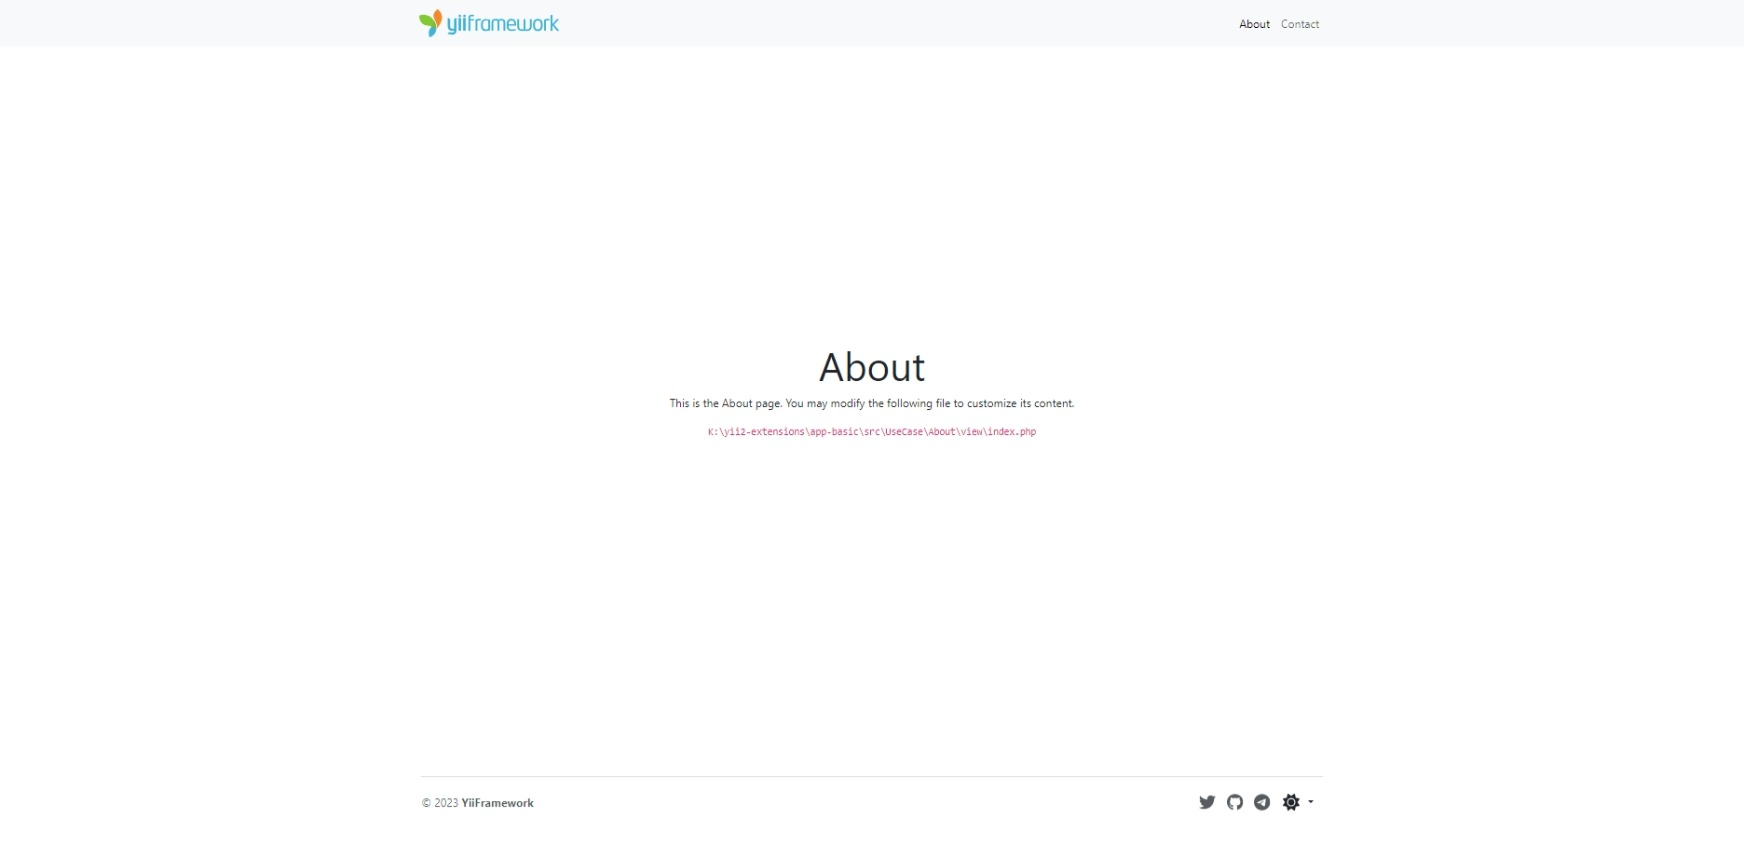 yiiframework
About Contact
About
This is the About page. You may modify the following file to customize its content.
K:\yii2-extensions\app-basic\src\UseCase\About\view\index.php
© 2023 YiiFramework